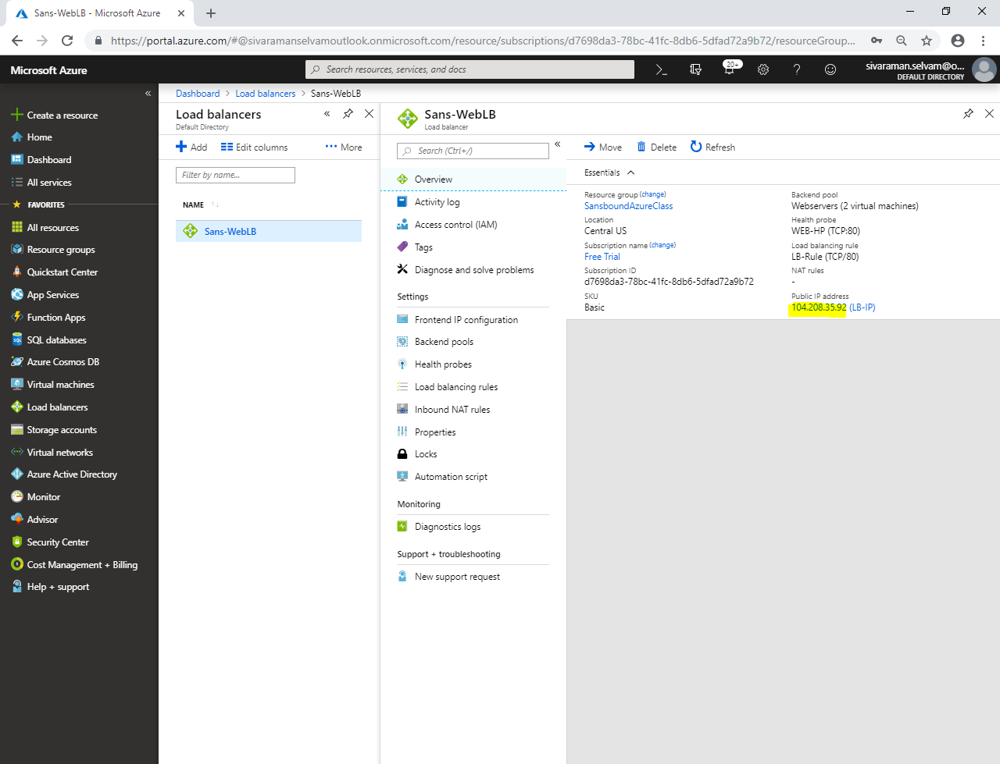 Sans-WebLB - Microsoft Azure
https://portal.azure.com/#@sivaramanselvamoutlook.onmicrosoft.com/resource/subscriptions/d7698da3-78bc-41fc-8db6-5dfad72a9b72/resourceGroup...
Microsoft Azure
Search resources, services, and docs
20+
sivaraman.selvam@o...
DEFAULT DIRECTORY
Create a resource
Home
Dashboard
All services
FAVORITES
All resources
Resource groups
Quickstart Center
App Services
Function Apps
SQL databases
Azure Cosmos DB
Virtual machines
Load balancers
Storage accounts
Virtual networks
Azure Active Directory
Monitor
Advisor
Security Center
Cost Management + Billing
Help + support
Dashboard > Load balancers > Sans-WebLB
Load balancers
Default Directory
Add Edit columns More
Filter by name...
NAME
Sans-WebLB
Sans-WebLB
Load balancer
Search (Ctrl+/)
Overview
Activity log
Access control (IAM)
Tags
Diagnose and solve problems
Settings
Frontend IP configuration
Backend pools
Health probes
Load balancing rules
Inbound NAT rules
Properties
Locks
Automation script
Monitoring
Diagnostics logs
Support + troubleshooting
New support request
Move Delete Refresh
Essentials
Resource group (change)
SansboundAzureClass
Location
Central US
Subscription name (change)
Free Trial
Subscription ID
d7698da3-78bc-41fc-8db6-5dfad72a9b72
SKU
Basic
Backend pool
Webservers (2 virtual machines)
Health probe
WEB-HP (TCP:80)
Load balancing rule
LB-Rule (TCP/80)
NAT rules
-
Public IP address
104.208.35.92 (LB-IP)